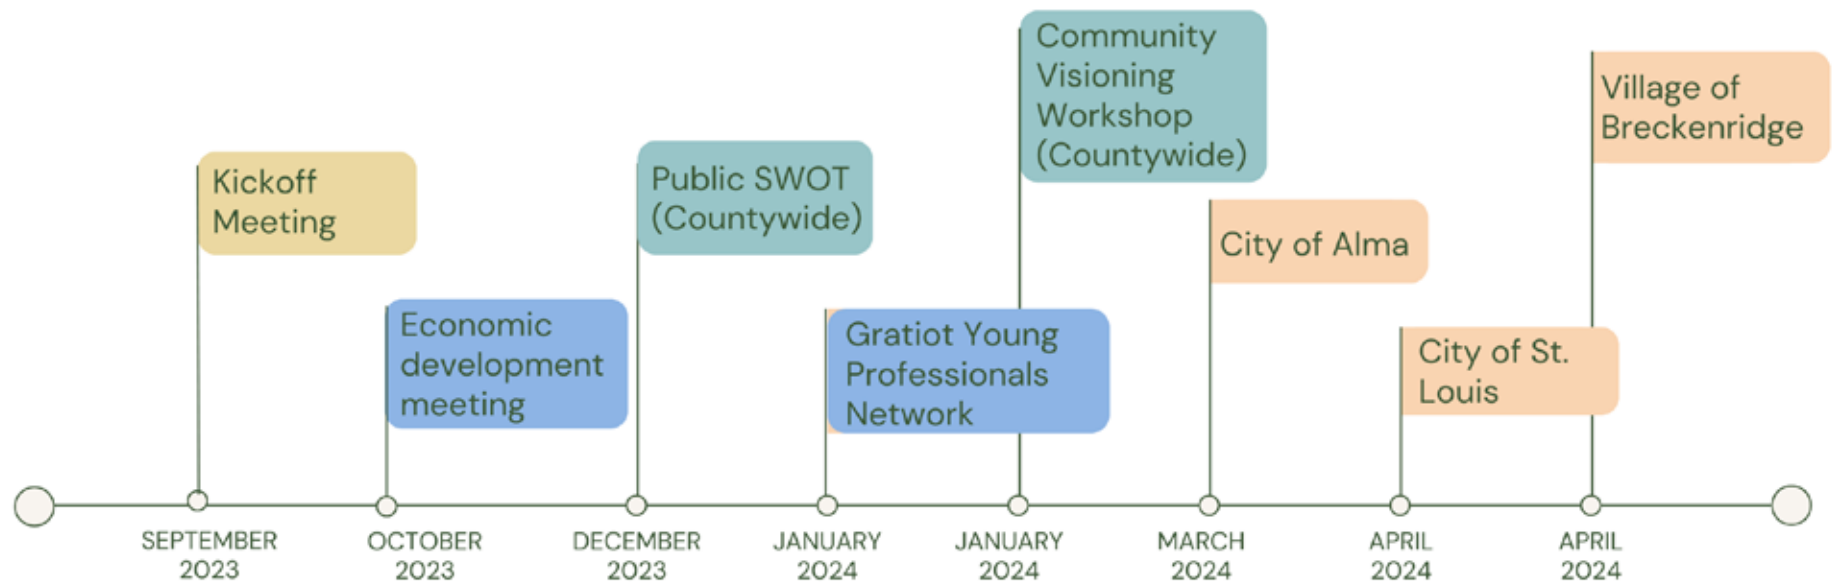 Kickoff
Meeting
Economic
development
meeting
Public SWOT
(Countywide)
Gratiot Young
Professionals
Network
Community
Visioning
Workshop
(Countywide)
City of Alma
City of St.
Louis
Village of
Breckenridge
SEPTEMBER
2023
OCTOBER
2023
DECEMBER
2023
JANUARY
2024
JANUARY
2024
MARCH
2024
APRIL
2024
APRIL
2024